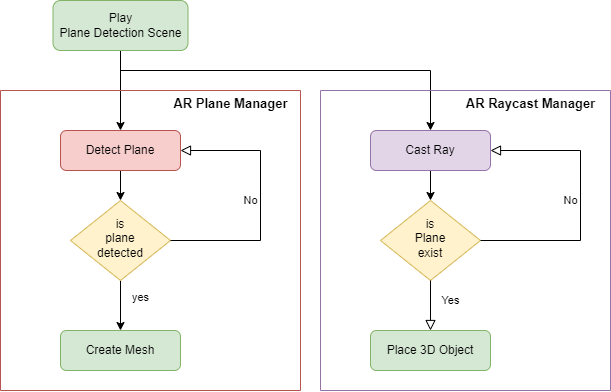 Play
Plane Detection Scene
AR Plane Manager
Detect Plane
No
is
plane
detected
yes
Create Mesh
AR Raycast Manager
Cast Ray
No
is
Plane
exist
Yes
Place 3D Object